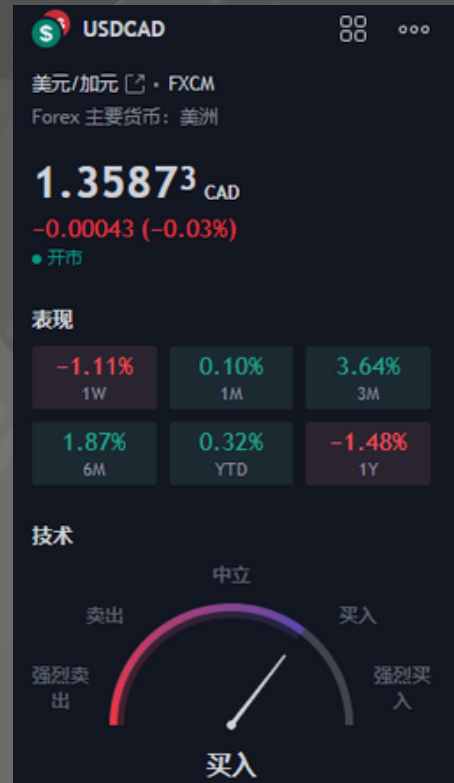 USDCAD
美元/加元 • FXCM
Forex 主要货币：美洲
1.35873 CAD
−0.00043 (−0.03%)
开市
表现
−1.11% 0.10% 3.64%
1W 1M 3M
1.87% 0.32% −1.48%
6M YTD 1Y
技术
中立
卖出 买入
强烈卖出 强烈买入
买入